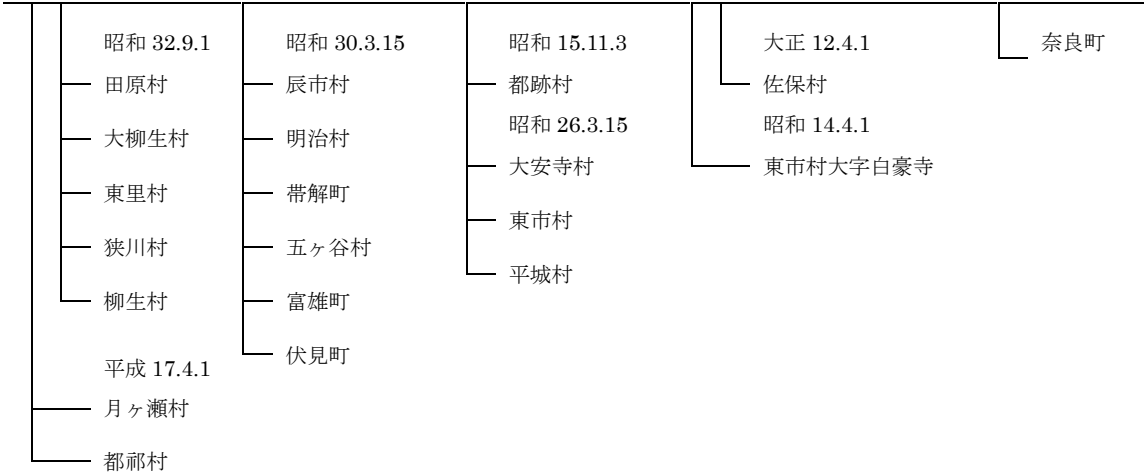 昭和 32.9.1
田原村
大柳生村
東里村
狭川村
柳生村
平成 17.4.1
月ヶ瀬村
都祁村
昭和 30.3.15
辰市村
明治村
帯解町
五ヶ谷村
富雄町
伏見町
昭和 15.11.3
都跡村
昭和 26.3.15
大安寺村
東市村
平城村
大正 12.4.1
佐保村
昭和 14.4.1
東市村大字白豪寺
奈良町